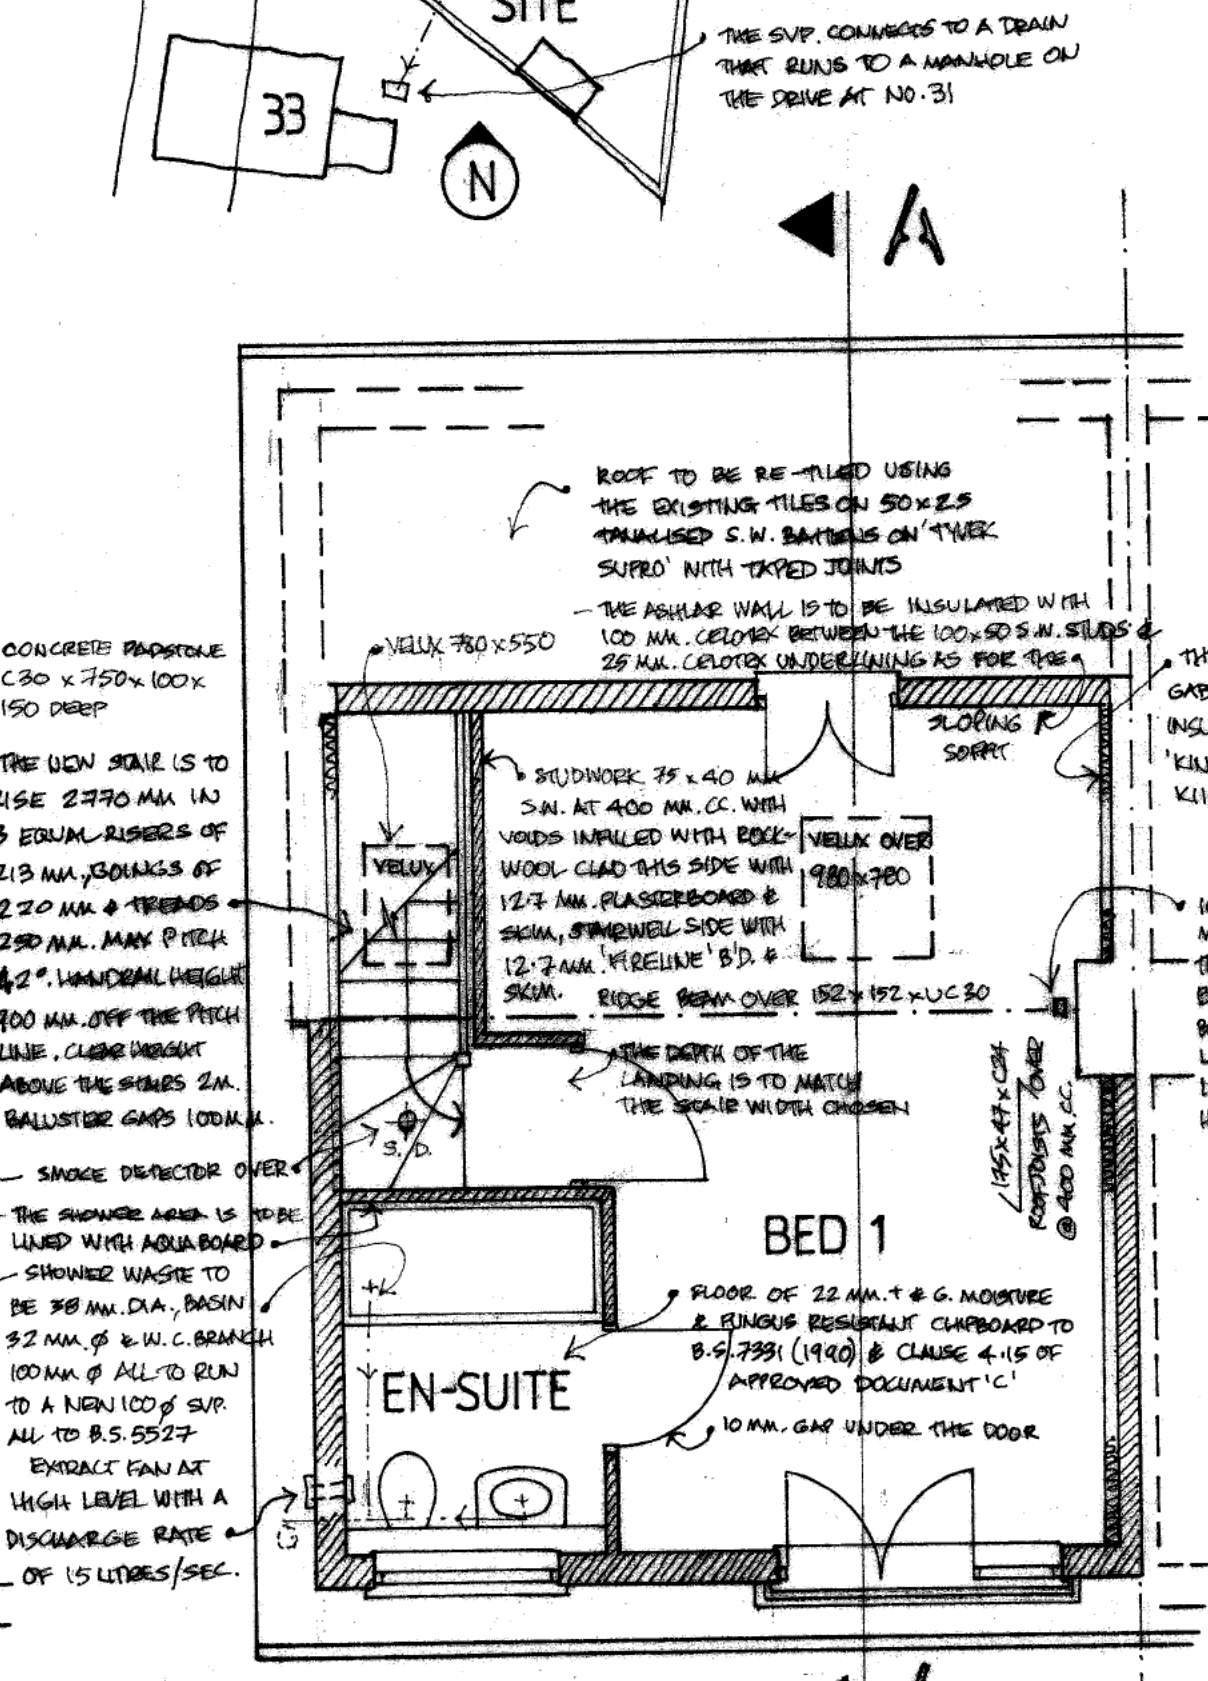 SITE
THE SVP. CONNECTS TO A DRAIN
THAT RUNS TO A MANHOLE ON
THE DRIVE AT NO.31
33
N
A
ROOF TO BE RE-TILED USING
THE EXISTING TILES ON 50x25
TANALISED S.W. BATTENS ON 'TYVEK
SUPRO' WITH TAPED JOINTS
- THE ASHLAR WALL IS TO BE INSULATED WITH
100 MM. CELOTEX BETWEEN THE 100x50 S.W. STUDS &
25 MM. CELOTEX UNDERLINING AS FOR THE
SLOPING
SOFFIT
VELUX 780x550
CONCRETE PADSTONE
C30 x 750x100x
150 DEEP
THE NEW STAIR IS TO
RISE 2770 MM IN
3 EQUAL RISERS OF
213 MM., GOINGS OF
220 MM & TREADS
250 MM. MAX PITCH
42°. HANDRAIL HEIGHT
900 MM. OFF THE PITCH
LINE. CLEAR HEIGHT
ABOVE THE STAIRS 2M.
BALUSTER GAPS 100MM.
- SMOKE DETECTOR OVER
- THE SHOWER AREA IS TO BE
LINED WITH AQUABOARD
- SHOWER WASTE TO
BE 38 MM. DIA., BASIN
32 MM. Ø & W.C. BRANCH
100MM Ø ALL TO RUN
TO A NEW 100Ø SVP.
ALL TO B.S.5527
EXTRACT FAN AT
HIGH LEVEL WITH A
DISCHARGE RATE
OF 15 LITRES/SEC.
STUDWORK 75 x 40 MM
S.W. AT 400 MM. CC. WITH
VOIDS INFILLED WITH ROCK-
WOOL CLAD THIS SIDE WITH
12.7 MM. PLASTERBOARD &
SKIM, STAIRWELL SIDE WITH
12.7 MM. 'FIRELINE' B'D. &
SKIM.
VELUX
VELUX OVER
980x780
RIDGE BEAM OVER 152x152xUC30
THE DEPTH OF THE
LANDING IS TO MATCH
THE STAIR WIDTH CHOSEN
S. D.
175x47xC24
ROOF JOISTS OVER
@ 400 MM. CC.
BED 1
FLOOR OF 22 MM. T & G. MOISTURE
& FUNGUS RESISTANT CHIPBOARD TO
B.S.7331 (1990) & CLAUSE 4.15 OF
APPROVED DOCUMENT 'C'
EN-SUITE
10 MM. GAP UNDER THE DOOR
TH
GAB
INSU
'KIN